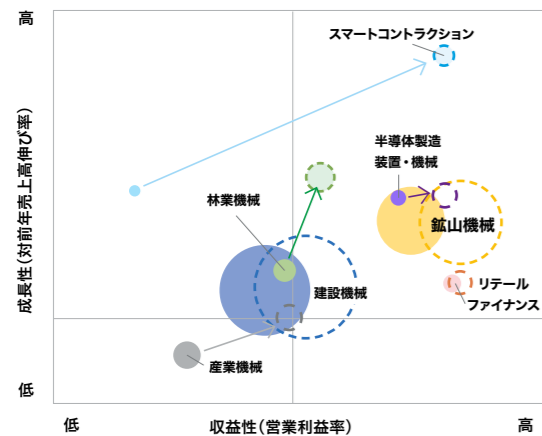 高
スマートコントラクション
半導体製造
装置・機械
林業機械
鉱山機械
成長性(対前年売上高伸び率)
建設機械
リテール
ファイナンス
産業機械
低
低
収益性(営業利益率)
高